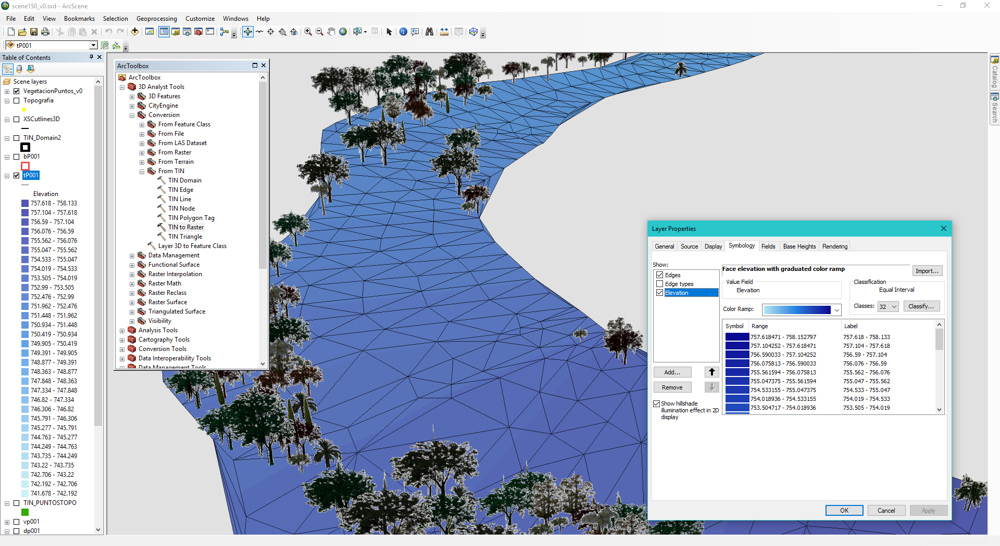 scene150_v0.sxd - ArcScene
File Edit View Bookmarks Selection Geoprocessing Customize Windows Help
tP001
Table of Contents
Scene layers
VegetacionPuntos_v0
Topografia
XSCutlines3D
TIN_Domain2
bP001
tP001
Elevation
757.618 - 758.133
757.104 - 757.618
756.59 - 757.104
756.076 - 756.59
755.562 - 756.076
755.047 - 755.562
754.533 - 755.047
754.019 - 754.533
753.505 - 754.019
752.99 - 753.505
752.476 - 752.99
751.962 - 752.476
751.448 - 751.962
750.934 - 751.448
750.419 - 750.934
749.905 - 750.419
749.391 - 749.905
748.877 - 749.391
748.363 - 748.877
747.848 - 748.363
747.334 - 747.848
746.82 - 747.334
746.306 - 746.82
745.791 - 746.306
745.277 - 745.791
744.763 - 745.277
744.249 - 744.763
743.735 - 744.249
743.22 - 743.735
742.706 - 743.22
742.192 - 742.706
741.678 - 742.192
TIN_PUNTOSTOPO
vp001
dp001
ArcToolbox
ArcToolbox
3D Analyst Tools
3D Features
CityEngine
Conversion
From Feature Class
From File
From LAS Dataset
From Raster
From Terrain
From TIN
TIN Domain
TIN Edge
TIN Line
TIN Node
TIN Polygon Tag
TIN to Raster
TIN Triangle
Layer 3D to Feature Class
Data Management
Functional Surface
Raster Interpolation
Raster Math
Raster Reclass
Raster Surface
Triangulated Surface
Visibility
Analysis Tools
Cartography Tools
Conversion Tools
Data Interoperability Tools
Data Management Tools
Catalog
Search
Layer Properties
General Source Display Symbology Fields Base Heights Rendering
Show:
Edges
Edge types
Elevation
Add...
Remove
Show hillshade
illumination effect in 2D
display
Face elevation with graduated color ramp
Import...
Value Field
Elevation
Classification
Equal Interval
Color Ramp:
Classes: 32 Classify...
Symbol Range Label
757.618471 - 758.152797 757.618 - 758.133
757.104252 - 757.618471 757.104 - 757.618
756.590033 - 757.104252 756.59 - 757.104
756.075813 - 756.590033 756.076 - 756.59
755.561594 - 756.075813 755.562 - 756.076
755.047375 - 755.561594 755.047 - 755.562
754.533155 - 755.047375 754.533 - 755.047
754.018936 - 754.533155 754.019 - 754.533
753.504717 - 754.018936 753.505 - 754.019
OK Cancel Apply